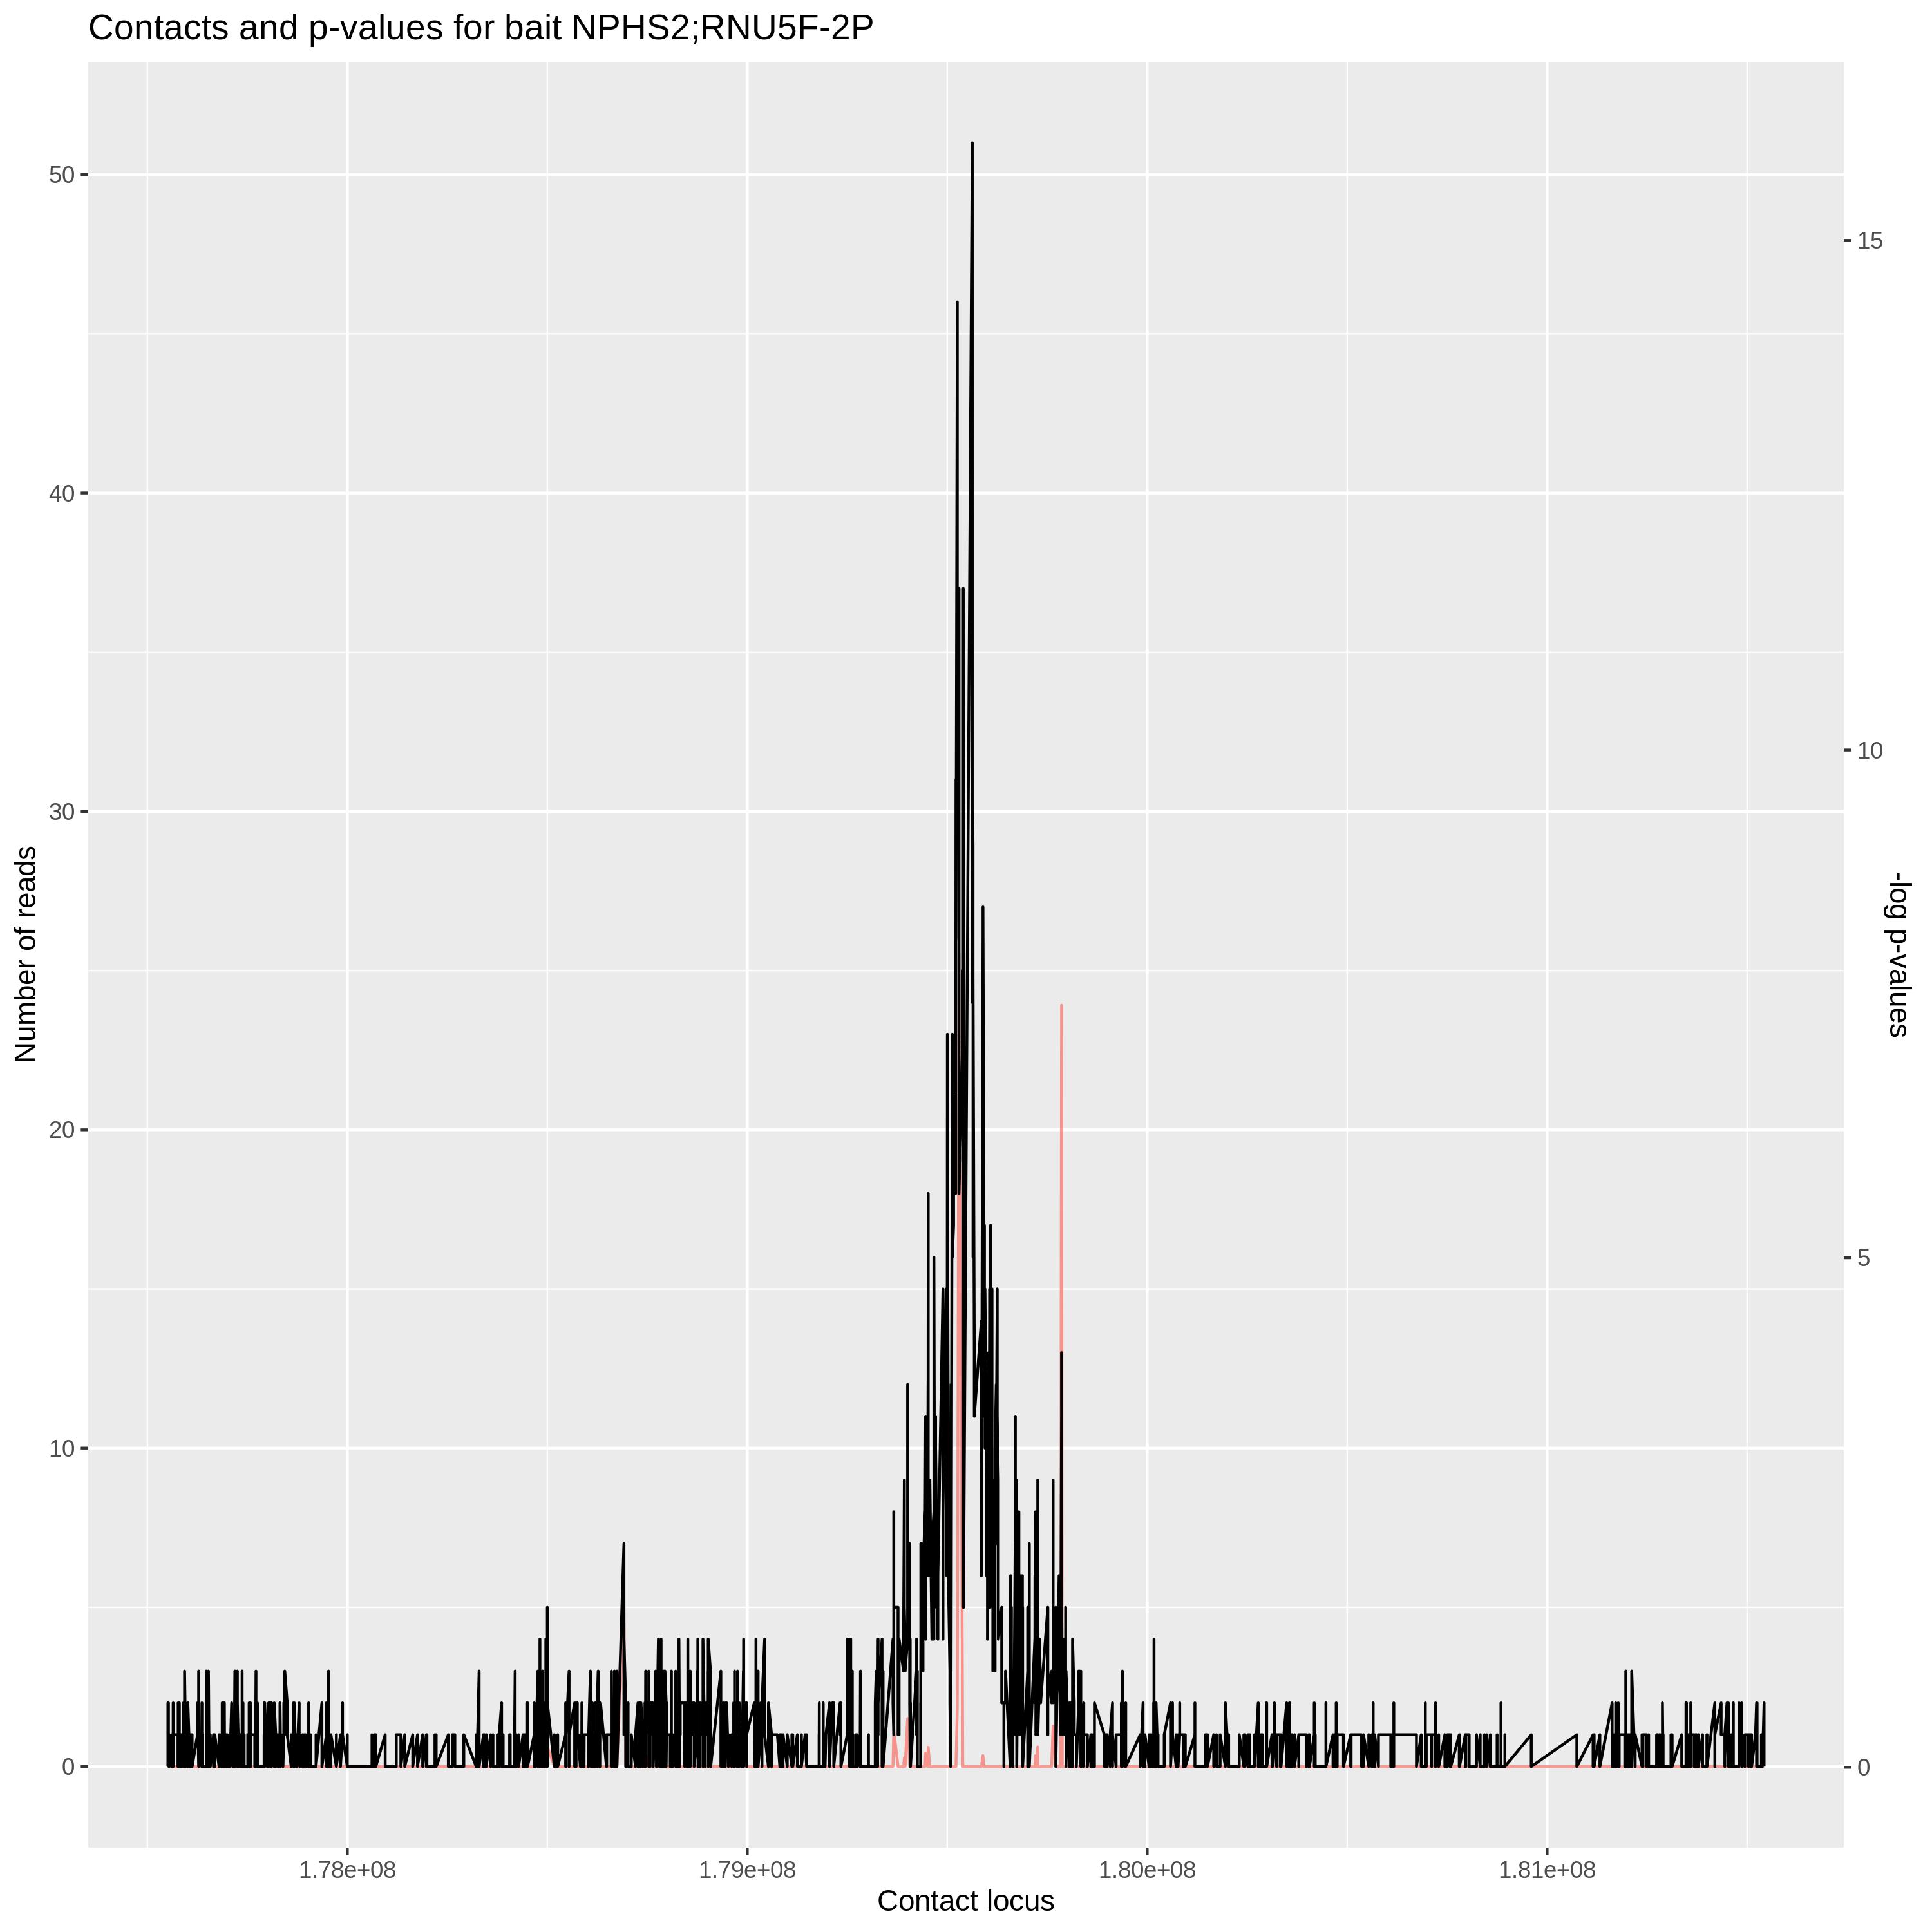 Contacts and p-values for bait NPHS2;RNU5F-2P
50
40
30
20
10
0
Number of reads
15
10
5
0
-log p-values
1.78e+08
1.79e+08
1.80e+08
1.81e+08
Contact locus